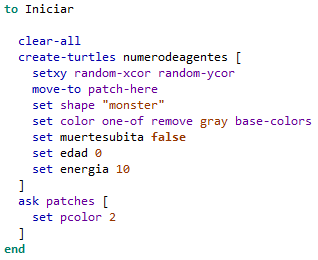 to Iniciar
clear-all
create-turtles numerodeagentes [
setxy random-xcor random-ycor
move-to patch-here
set shape "monster"
set color one-of remove gray base-colors
set muertesubita false
set edad 0
set energia 10
]
ask patches [
set pcolor 2
]
end